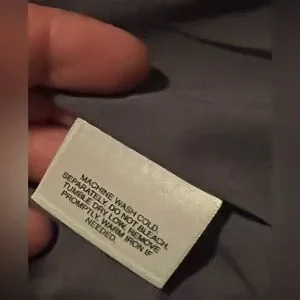 MACHINE WASH COLD.
SEPARATELY. DO NOT BLEACH.
TUMBLE DRY LOW. REMOVE
PROMPTLY. WARM IRON IF
NEEDED.